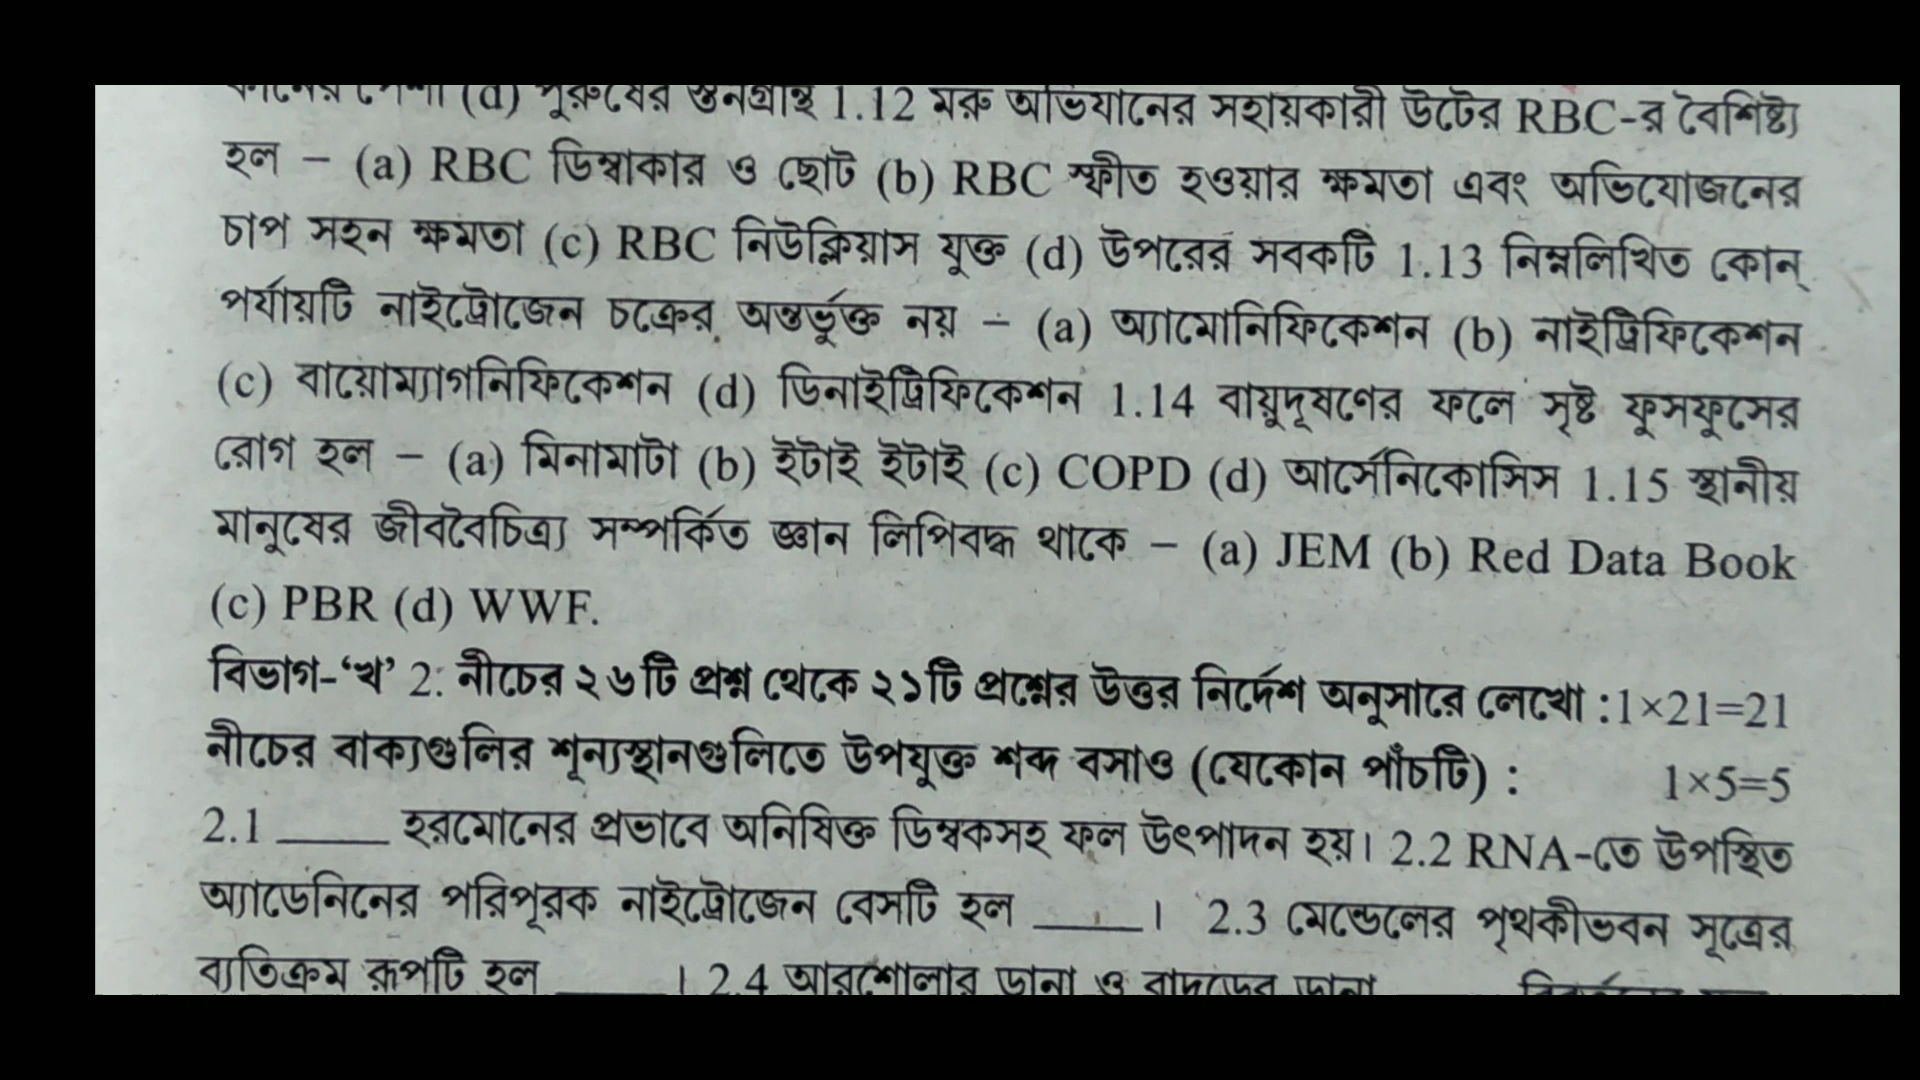 (d) পুরুষের স্তনগ্রন্থি 1.12 মরু অভিযানের সহায়কারী উটের RBC-র বৈশিষ্ট্য
হল – (a) RBC ডিম্বাকার ও ছোট (b) RBC স্ফীত হওয়ার ক্ষমতা এবং অভিযোজনের
চাপ সহন ক্ষমতা (c) RBC নিউক্লিয়াস যুক্ত (d) উপরের সবকটি 1.13 নিম্নলিখিত কোন্
পর্যায়টি নাইট্রোজেন চক্রের অন্তর্ভুক্ত নয় – (a) অ্যামোনিফিকেশন (b) নাইট্রিফিকেশন
(c) বায়োম্যাগনিফিকেশন (d) ডিনাইট্রিফিকেশন 1.14 বায়ুদূষণের ফলে সৃষ্ট ফুসফুসের
রোগ হল – (a) মিনামাটা (b) ইটাই ইটাই (c) COPD (d) আর্সেনিকোসিস 1.15 স্থানীয়
মানুষের জীববৈচিত্র্য সম্পর্কিত জ্ঞান লিপিবদ্ধ থাকে – (a) JEM (b) Red Data Book
(c) PBR (d) WWF.
বিভাগ-‘খ’ 2: নীচের ২৬টি প্রশ্ন থেকে ২১টি প্রশ্নের উত্তর নির্দেশ অনুসারে লেখো :1×21=21
নীচের বাক্যগুলির শূন্যস্থানগুলিতে উপযুক্ত শব্দ বসাও (যেকোন পাঁচটি) : 1×5=5
2.1 _____ হরমোনের প্রভাবে অনিষিক্ত ডিম্বকসহ ফল উৎপাদন হয়। 2.2 RNA-তে উপস্থিত
অ্যাডেনিনের পরিপূরক নাইট্রোজেন বেসটি হল _____। 2.3 মেন্ডেলের পৃথকীভবন সূত্রের
ব্যতিক্রম রূপটি হল _____। 2.4 আরশোলার ডানা ও বাদুড়ের ডানা